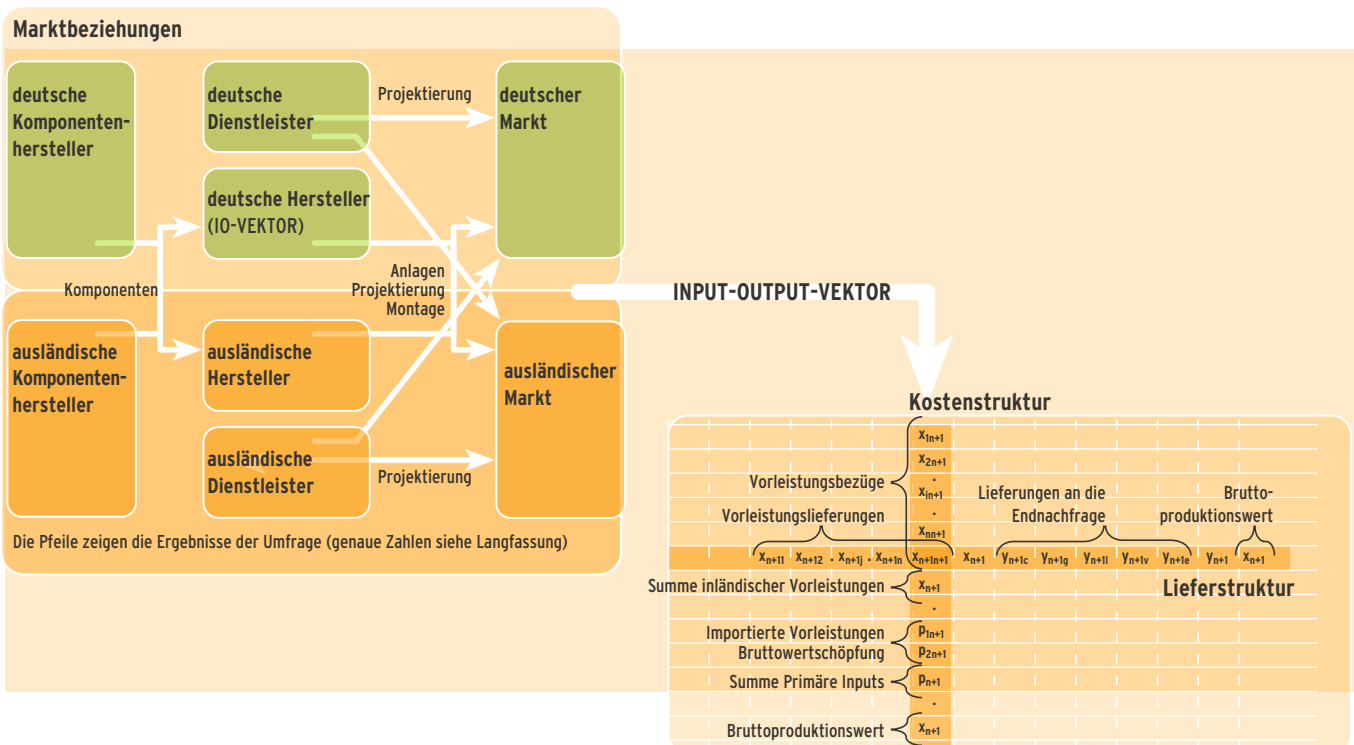 Marktbeziehungen
deutsche
Komponenten-
hersteller
deutsche
Dienstleister
Projektierung
deutscher
Markt
deutsche Hersteller
(IO-VEKTOR)
Komponenten
Anlagen
Projektierung
Montage
ausländische
Komponenten-
hersteller
ausländische
Hersteller
ausländischer
Markt
ausländische
Dienstleister
Projektierung
Die Pfeile zeigen die Ergebnisse der Umfrage (genaue Zahlen siehe Langfassung)
INPUT-OUTPUT-VEKTOR
Kostenstruktur
x1n+1
x2n+1
.
xin+1
.
xnn+1
Vorleistungsbezüge
Vorleistungslieferungen
Lieferungen an die
Endnachfrage
Brutto-
produktionswert
xn+11 xn+12 . xn+1j . xn+1n xn+1n+1 xn+1 yn+1c yn+1g yn+1l yn+1v yn+1e yn+1 xn+1
Lieferstruktur
Summe inländischer Vorleistungen xn+1
.
Importierte Vorleistungen p1n+1
Bruttowertschöpfung p2n+1
Summe Primäre Inputs pn+1
.
Bruttoproduktionswert xn+1